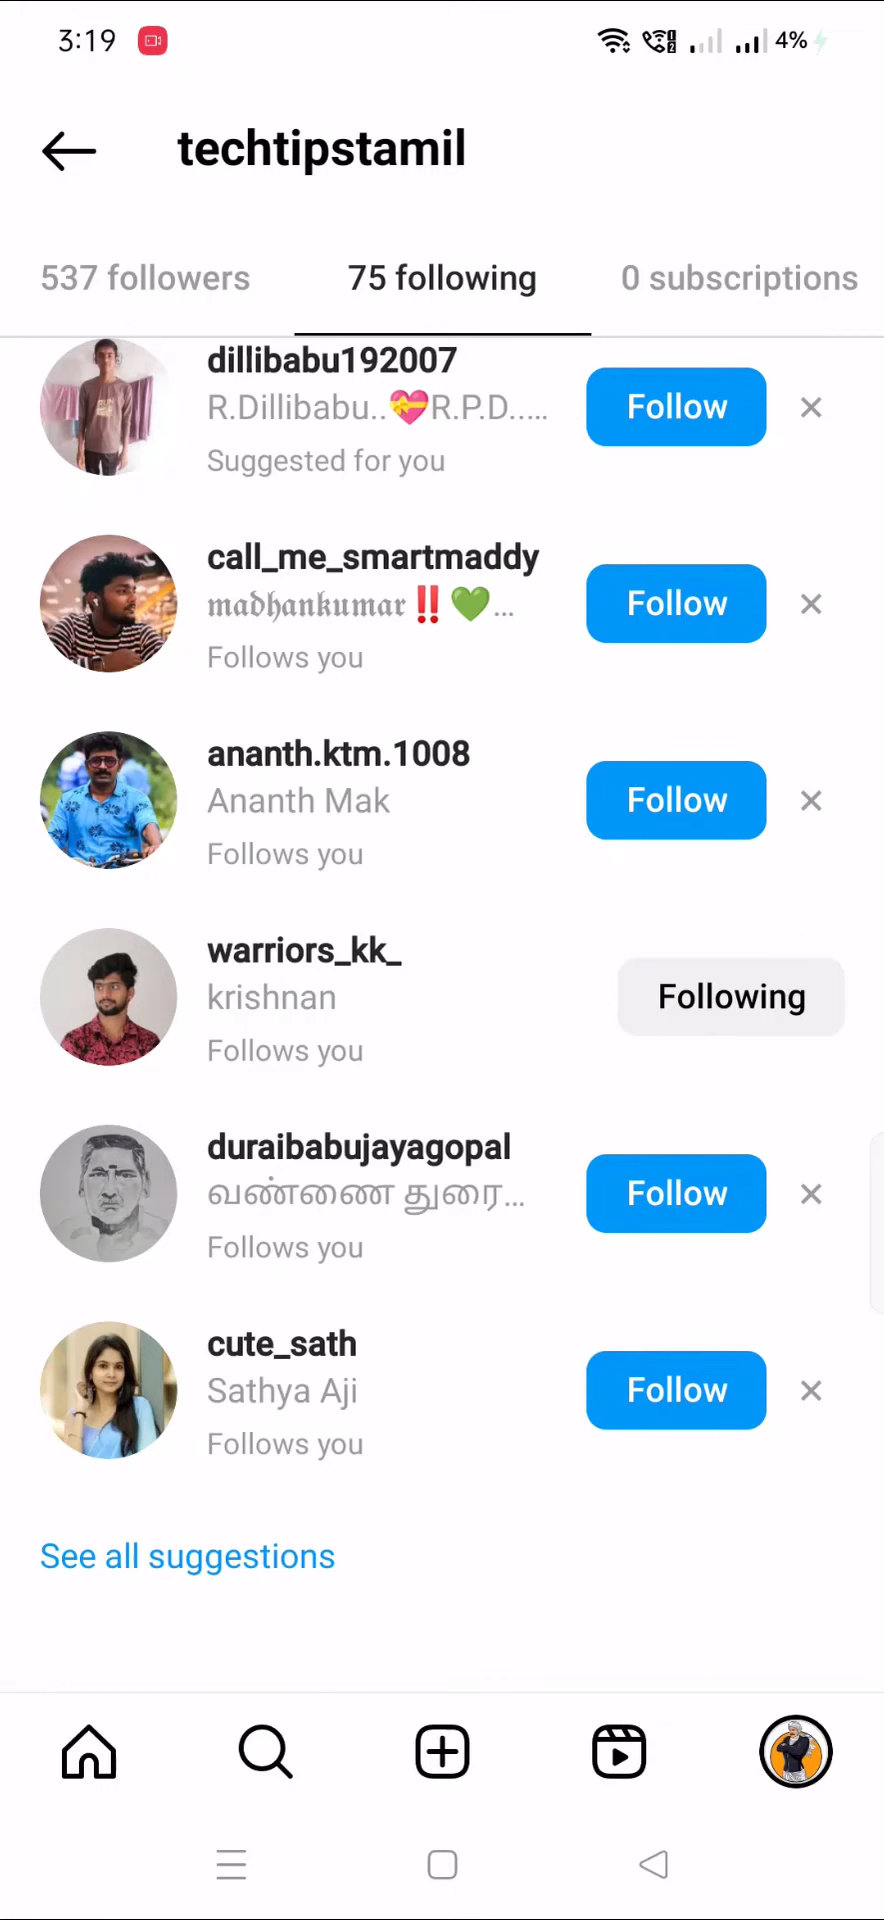 3:19
4%
techtipstamil
537 followers
75 following
0 subscriptions
dillibabu192007
R.Dillibabu..💝R.P.D.....
Suggested for you
Follow
call_me_smartmaddy
𝖒𝖆𝖉𝖍𝖆𝖓𝖐𝖚𝖒𝖆𝖗‼️💚...
Follows you
Follow
ananth.ktm.1008
Ananth Mak
Follows you
Follow
warriors_kk_
krishnan
Follows you
Following
duraibabujayagopal
வண்ணை துரை...
Follows you
Follow
cute_sath
Sathya Aji
Follows you
Follow
See all suggestions